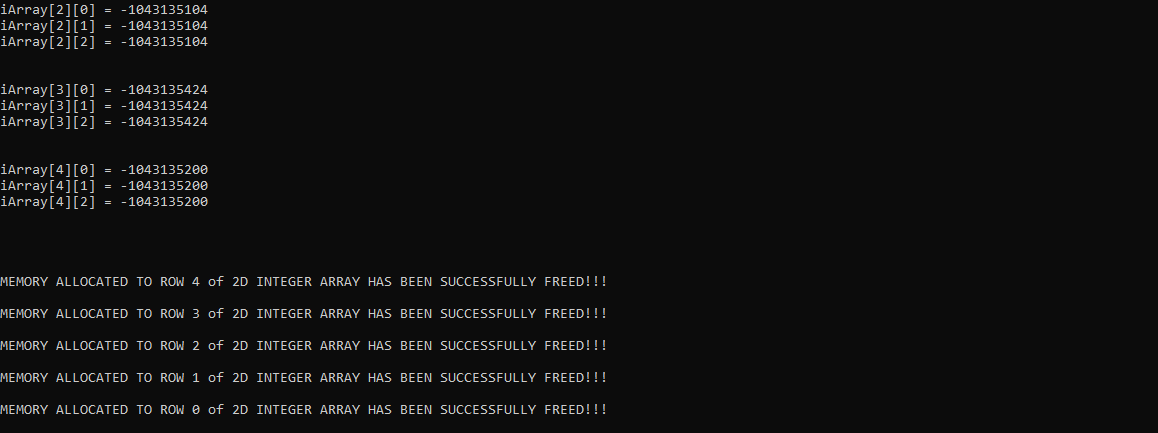 iArray[2][0] = -1043135104
iArray[2][1] = -1043135104
iArray[2][2] = -1043135104
iArray[3][0] = -1043135424
iArray[3][1] = -1043135424
iArray[3][2] = -1043135424
iArray[4][0] = -1043135200
iArray[4][1] = -1043135200
iArray[4][2] = -1043135200
MEMORY ALLOCATED TO ROW 4 of 2D INTEGER ARRAY HAS BEEN SUCCESSFULLY FREED!!!
MEMORY ALLOCATED TO ROW 3 of 2D INTEGER ARRAY HAS BEEN SUCCESSFULLY FREED!!!
MEMORY ALLOCATED TO ROW 2 of 2D INTEGER ARRAY HAS BEEN SUCCESSFULLY FREED!!!
MEMORY ALLOCATED TO ROW 1 of 2D INTEGER ARRAY HAS BEEN SUCCESSFULLY FREED!!!
MEMORY ALLOCATED TO ROW 0 of 2D INTEGER ARRAY HAS BEEN SUCCESSFULLY FREED!!!